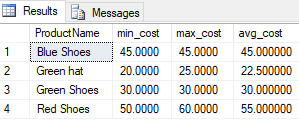 Results Messages
ProductName min_cost max_cost avg_cost
1 Blue Shoes 45.0000 45.0000 45.000000
2 Green hat 20.0000 25.0000 22.500000
3 Green Shoes 30.0000 30.0000 30.000000
4 Red Shoes 50.0000 60.0000 55.000000